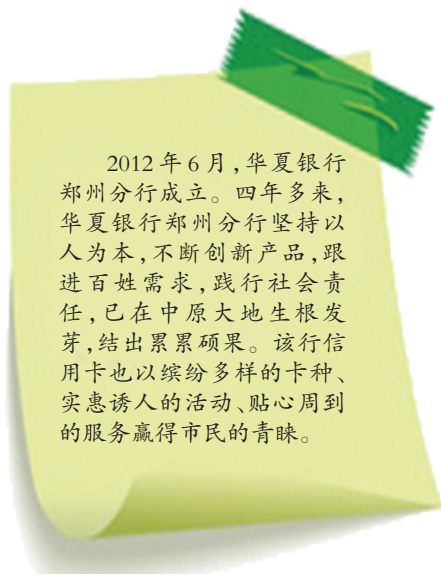 2012年6月,华夏银行
郑州分行成立。四年多来,
华夏银行郑州分行坚持以
人为本,不断创新产品,跟
进百姓需求,践行社会责
任,已在中原大地生根发
芽,结出累累硕果。该行信
用卡也以缤纷多样的卡种、
实惠诱人的活动、贴心周到
的服务赢得市民的青睐。